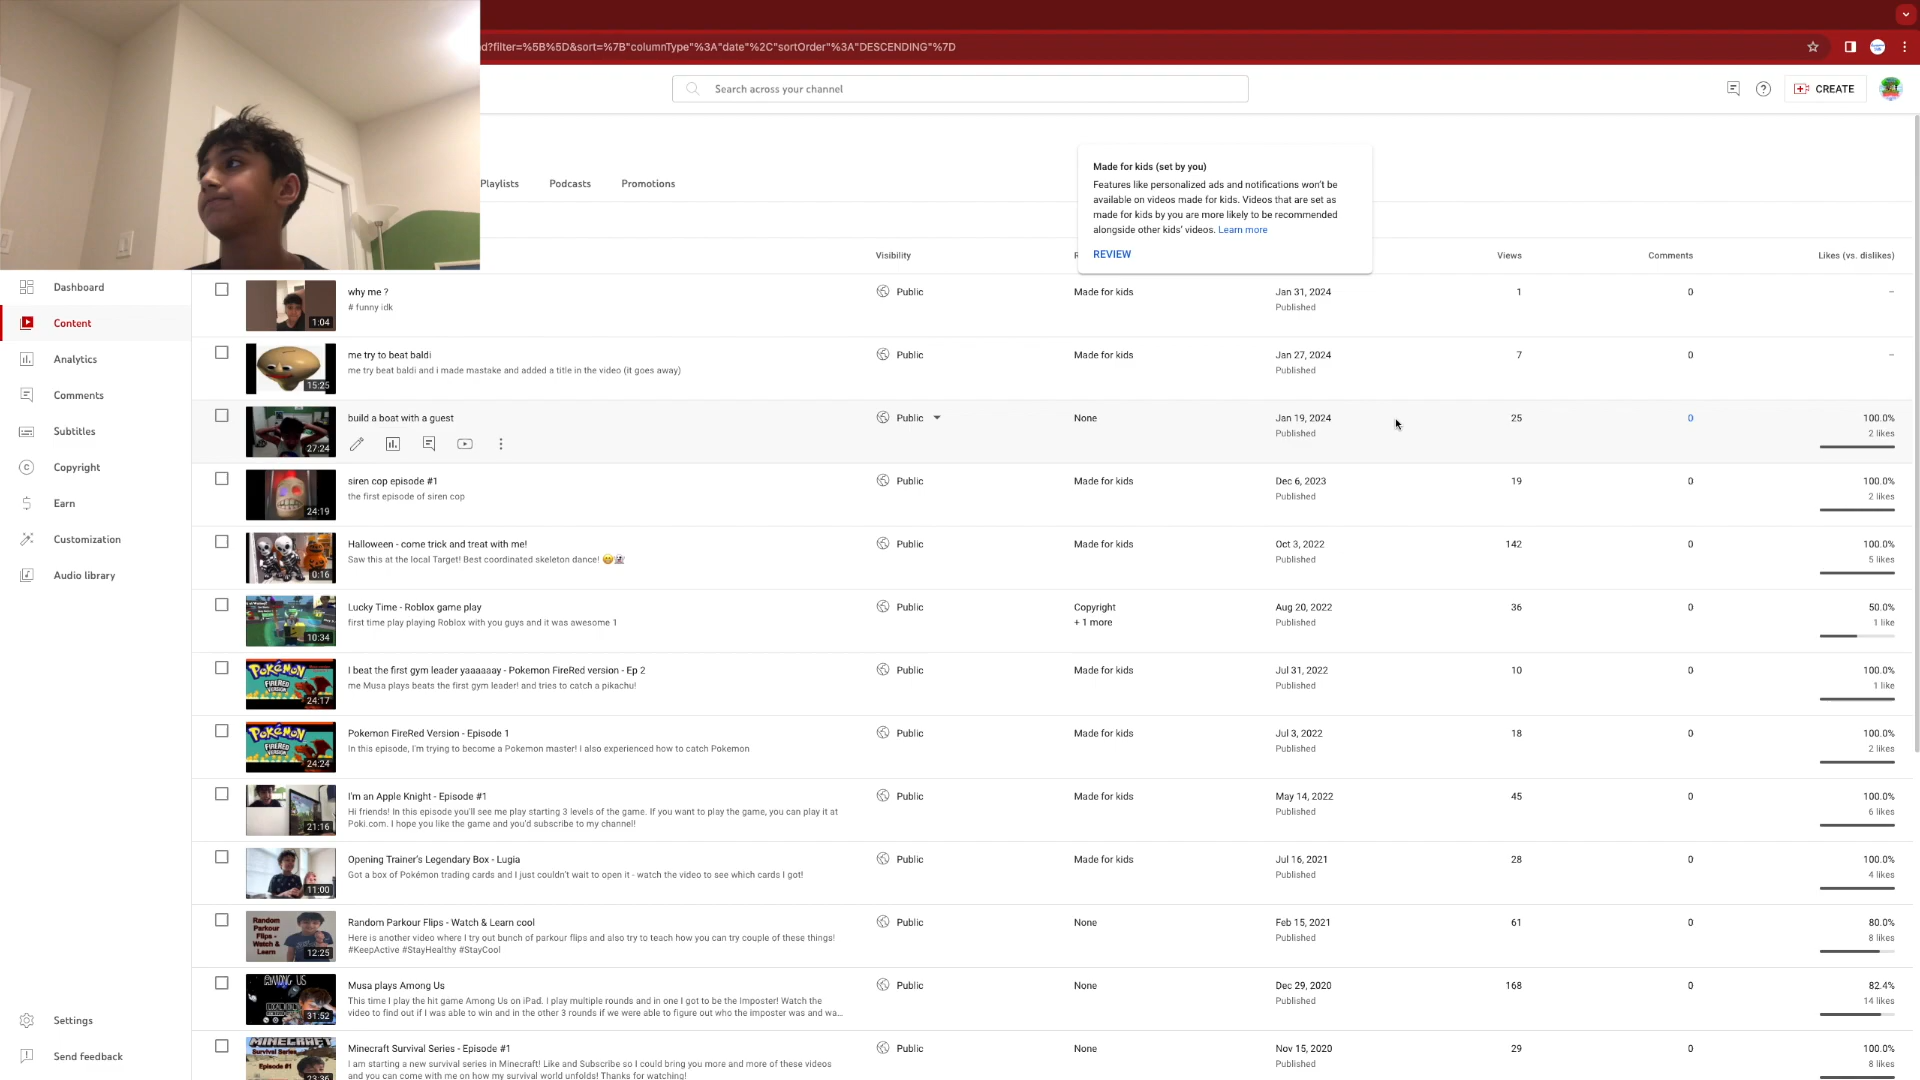 d?filter=%5B%5D&sort=%7B"columnType"%3A"date"%2C"sortOrder"%3A"DESCENDING"%7D
Search across your channel
CREATE
Playlists
Podcasts
Promotions
Made for kids (set by you)
Features like personalized ads and notifications won't be
available on videos made for kids. Videos that are set as
made for kids by you are more likely to be recommended
alongside other kids' videos. Learn more
REVIEW
Visibility
Views
Comments
Likes (vs. dislikes)
Dashboard
Content
Analytics
Comments
Subtitles
Copyright
Earn
Customization
Audio library
Settings
Send feedback
1:04
why me ?
# funny idk
Public
Made for kids
Jan 31, 2024
Published
1
0
–
15:25
me try to beat baldi
me try beat baldi and i made mastake and added a title in the video (it goes away)
Public
Made for kids
Jan 27, 2024
Published
7
0
–
27:24
build a boat with a guest
Public
None
Jan 19, 2024
Published
25
0
100.0%
2 likes
24:19
siren cop episode #1
the first episode of siren cop
Public
Made for kids
Dec 6, 2023
Published
19
0
100.0%
2 likes
0:16
Halloween - come trick and treat with me!
Saw this at the local Target! Best coordinated skeleton dance! 😁👻
Public
Made for kids
Oct 3, 2022
Published
142
0
100.0%
5 likes
10:34
Lucky Time - Roblox game play
first time play playing Roblox with you guys and it was awesome 1
Public
Copyright
+ 1 more
Aug 20, 2022
Published
36
0
50.0%
1 like
POKÉMON
FIRERED
VERSION
24:17
I beat the first gym leader yaaaaaay - Pokemon FireRed version - Ep 2
me Musa plays beats the first gym leader! and tries to catch a pikachu!
Public
Made for kids
Jul 31, 2022
Published
10
0
100.0%
1 like
POKÉMON
FIRERED
VERSION
24:24
Pokemon FireRed Version - Episode 1
In this episode, I'm trying to become a Pokemon master! I also experienced how to catch Pokemon
Public
Made for kids
Jul 3, 2022
Published
18
0
100.0%
2 likes
21:16
I'm an Apple Knight - Episode #1
Hi friends! In this episode you'll see me play starting 3 levels of the game. If you want to play the game, you can play it at
Poki.com. I hope you like the game and you'd subscribe to my channel!
Public
Made for kids
May 14, 2022
Published
45
0
100.0%
6 likes
11:00
Opening Trainer's Legendary Box - Lugia
Got a box of Pokémon trading cards and I just couldn't wait to open it - watch the video to see which cards I got!
Public
Made for kids
Jul 16, 2021
Published
28
0
100.0%
4 likes
Random
Parkour
Flips -
Watch &
Learn
12:25
Random Parkour Flips - Watch & Learn cool
Here is another video where I try out bunch of parkour flips and also try to teach how you can try couple of these things!
#KeepActive #StayHealthy #StayCool
Public
None
Feb 15, 2021
Published
61
0
80.0%
8 likes
AMONG US
31:52
Musa plays Among Us
This time I play the hit game Among Us on iPad. I play multiple rounds and in one I got to be the Imposter! Watch the
video to find out if I was able to win and in the other 3 rounds if we were able to figure out who the imposter was and wa...
Public
None
Dec 29, 2020
Published
168
0
82.4%
14 likes
MINECRAFT
Survival Series
Episode #1
23:36
Minecraft Survival Series - Episode #1
I am starting a new survival series in Minecraft! Like and Subscribe so I could bring you more and more of these videos
and you can come with me on how my survival world unfolds! Thanks for watching!
Public
None
Nov 15, 2020
Published
29
0
100.0%
8 likes